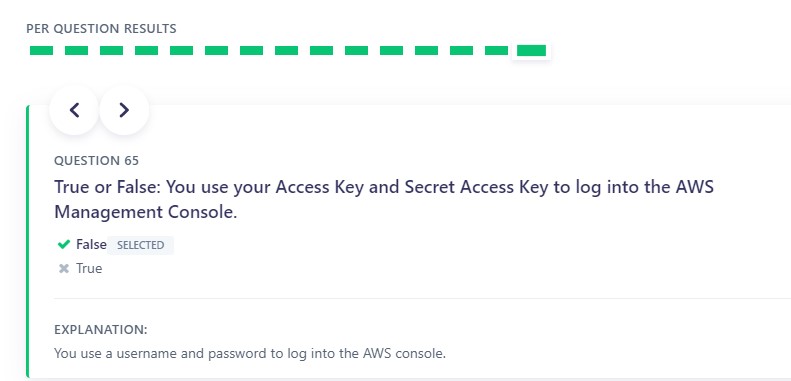 PER QUESTION RESULTS
QUESTION 65
True or False: You use your Access Key and Secret Access Key to log into the AWS
Management Console.
False SELECTED
True
EXPLANATION:
You use a username and password to log into the AWS console.